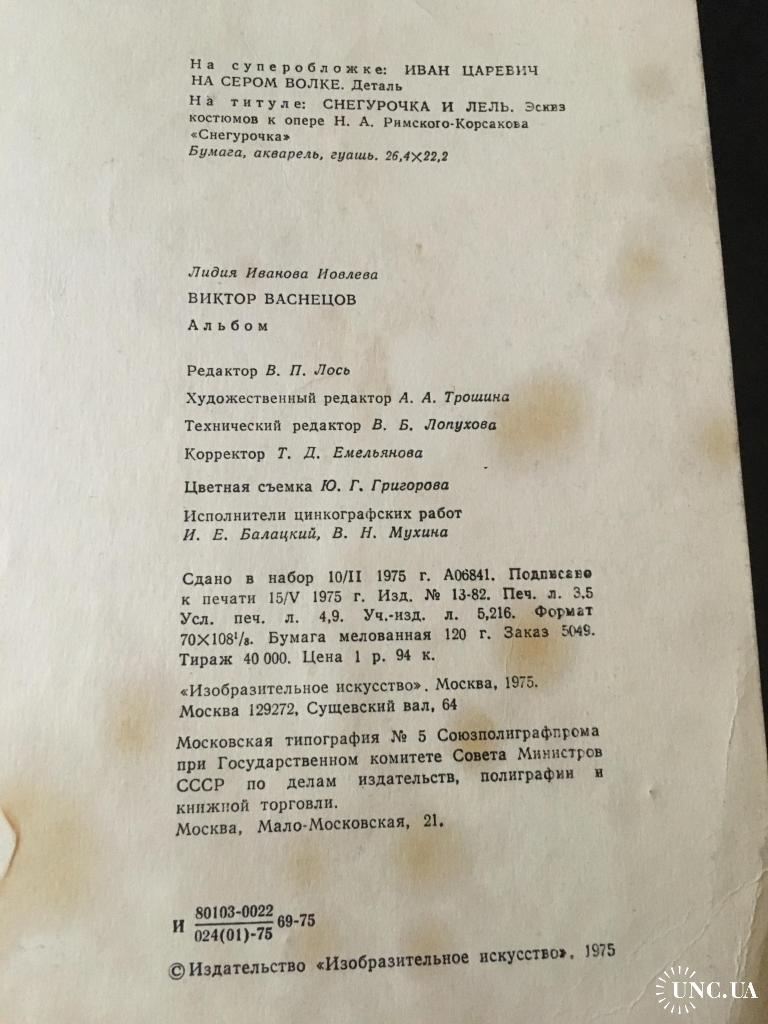 На суперобложке: ИВАН ЦАРЕВИЧ
НА СЕРОМ ВОЛКЕ. Деталь
На титуле: СНЕГУРОЧКА И ЛЕЛЬ. Эскиз
костюмов к опере Н. А. Римского-Корсакова
«Снегурочка»
Бумага, акварель, гуашь. 26,4×22,2
Лидия Иванова Иовлева
ВИКТОР ВАСНЕЦОВ
Альбом
Редактор В. П. Лось
Художественный редактор А. А. Трошина
Технический редактор В. Б. Лопухова
Корректор Т. Д. Емельянова
Цветная съемка Ю. Г. Григорова
Исполнители цинкографских работ
И. Е. Балацкий, В. Н. Мухина
Сдано в набор 10/II 1975 г. А06841. Подписано
к печати 15/V 1975 г. Изд. № 13-82. Печ. л. 3,5
Усл. печ. л. 4,9. Уч.-изд. л. 5,216. Формат
70×108¹/₈. Бумага мелованная 120 г. Заказ 5049.
Тираж 40 000. Цена 1 р. 94 к.
«Изобразительное искусство». Москва, 1975.
Москва 129272, Сущевский вал, 64
Московская типография № 5 Союзполиграфпрома
при Государственном комитете Совета Министров
СССР по делам издательств, полиграфии и
книжной торговли.
Москва, Мало-Московская, 21.
И 80103-0022
024(01)-75 69-75
© Издательство «Изобразительное искусство», 1975
UNC.UA